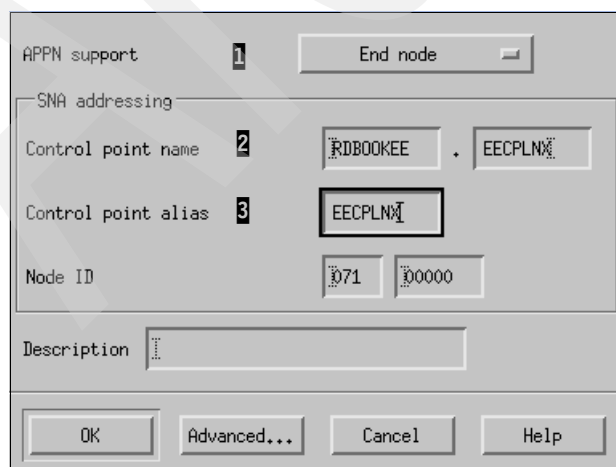 APPN support 1 End node
SNA addressing
Control point name 2 RDBOOKEE . EECPLNX
Control point alias 3 EECPLNX
Node ID 071 00000
Description
OK Advanced... Cancel Help